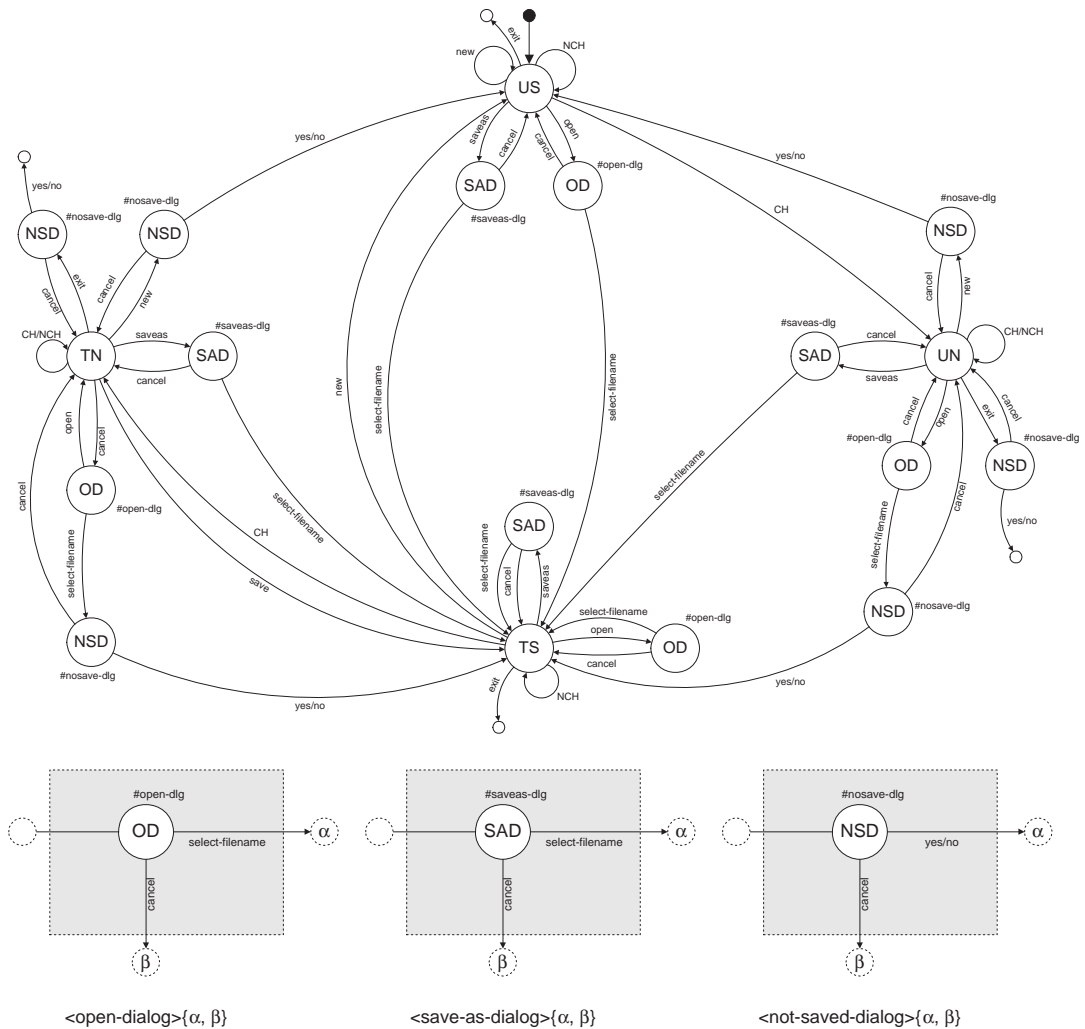 exit
new
NCH
US
saveas
cancel
cancel
open
yes/no
yes/no
#open-dlg
SAD
OD
#saveas-dlg
yes/no
#nosave-dlg
#nosave-dlg
#nosave-dlg
NSD
NSD
NSD
CH
cancel
exit
cancel
new
cancel
new
CH/NCH
TN
saveas
#saveas-dlg
SAD
cancel
#saveas-dlg
SAD
cancel
saveas
UN
CH/NCH
new
select-filename
select-filename
open
cancel
cancel
open
exit
cancel
OD
#open-dlg
#open-dlg
OD
#nosave-dlg
NSD
cancel
select-filename
select-filename
select-filename
select-filename
cancel
yes/no
#saveas-dlg
SAD
CH
save
select-filename
cancel
saveas
NSD
#nosave-dlg
NSD
#nosave-dlg
select-filename
#open-dlg
open
TS
OD
cancel
yes/no
exit
NCH
yes/no
#open-dlg
OD
select-filename
α
cancel
β
#saveas-dlg
SAD
select-filename
α
cancel
β
#nosave-dlg
NSD
yes/no
α
cancel
β
<open-dialog>{α, β}
<save-as-dialog>{α, β}
<not-saved-dialog>{α, β}